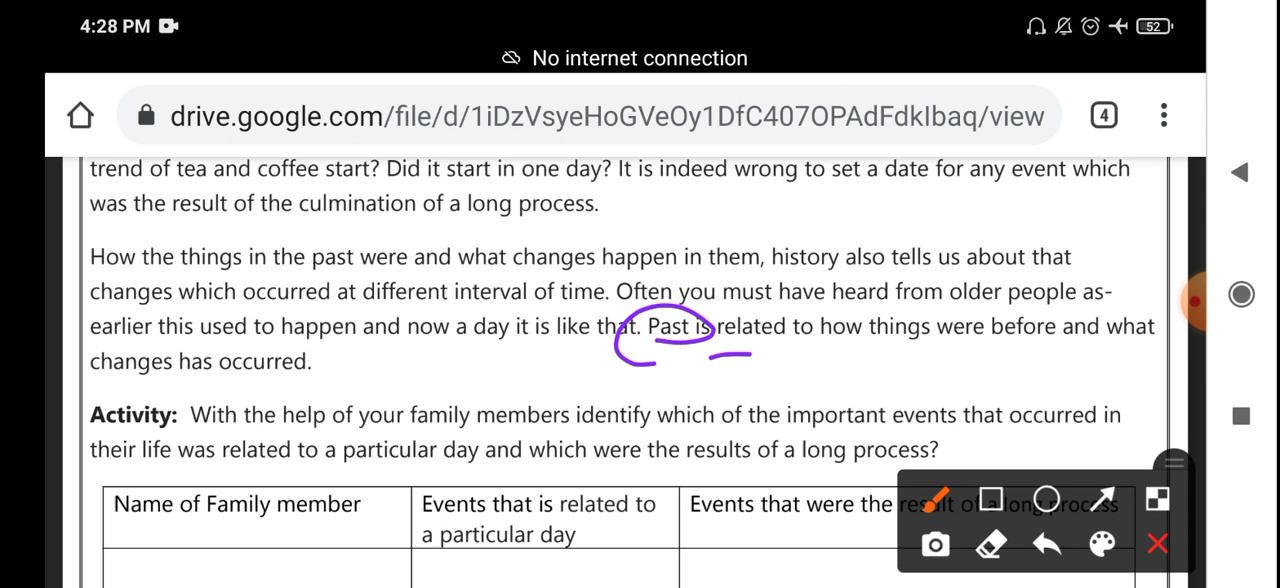 4:28 PM
52
No internet connection
drive.google.com/file/d/1iDzVsyeHoGVeOy1DfC407OPAdFdkIbaq/view
4
trend of tea and coffee start? Did it start in one day? It is indeed wrong to set a date for any event which
was the result of the culmination of a long process.
How the things in the past were and what changes happen in them, history also tells us about that
changes which occurred at different interval of time. Often you must have heard from older people as-
earlier this used to happen and now a day it is like that. Past is related to how things were before and what
changes has occurred.
Activity: With the help of your family members identify which of the important events that occurred in
their life was related to a particular day and which were the results of a long process?
Name of Family member
Events that is related to
a particular day
Events that were the result of a long process